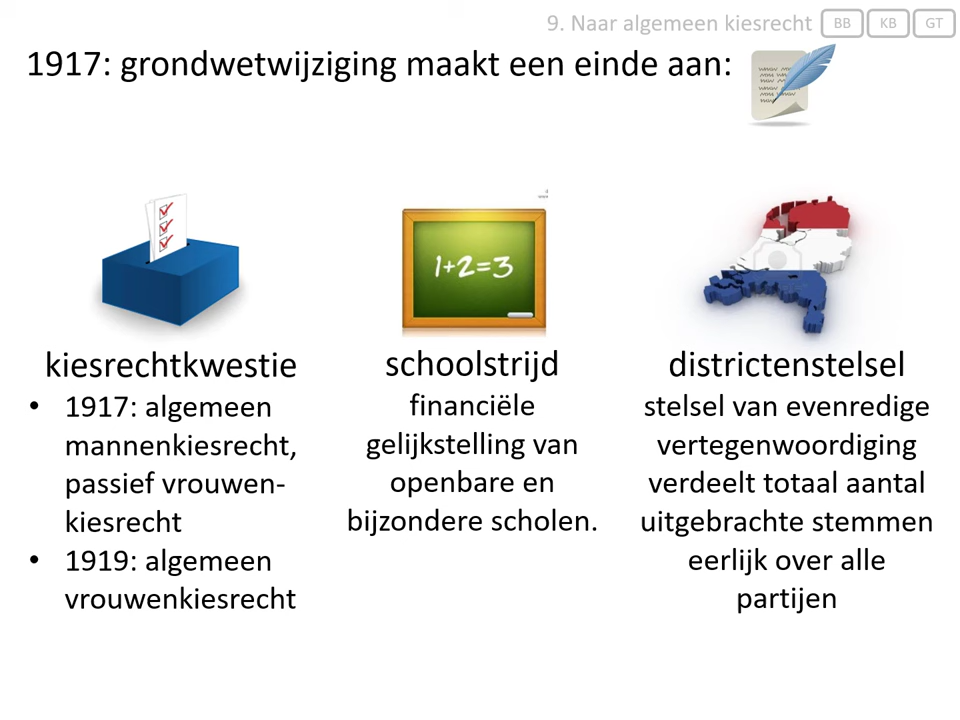 9. Naar algemeen kiesrecht BB KB GT
1917: grondwetwijziging maakt een einde aan:
1+2=3
kiesrechtkwestie
• 1917: algemeen
mannenkiesrecht,
passief vrouwen-
kiesrecht
• 1919: algemeen
vrouwenkiesrecht
schoolstrijd
financiële
gelijkstelling van
openbare en
bijzondere scholen.
districtenstelsel
stelsel van evenredige
vertegenwoordiging
verdeelt totaal aantal
uitgebrachte stemmen
eerlijk over alle
partijen